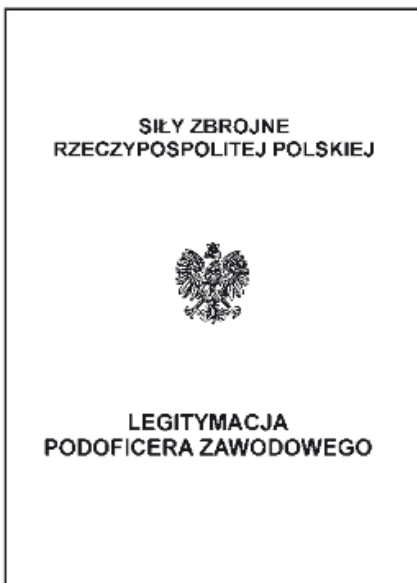 SIŁY ZBROJNE
RZECZYPOSPOLITEJ POLSKIEJ
LEGITYMACJA
PODOFICERA ZAWODOWEGO